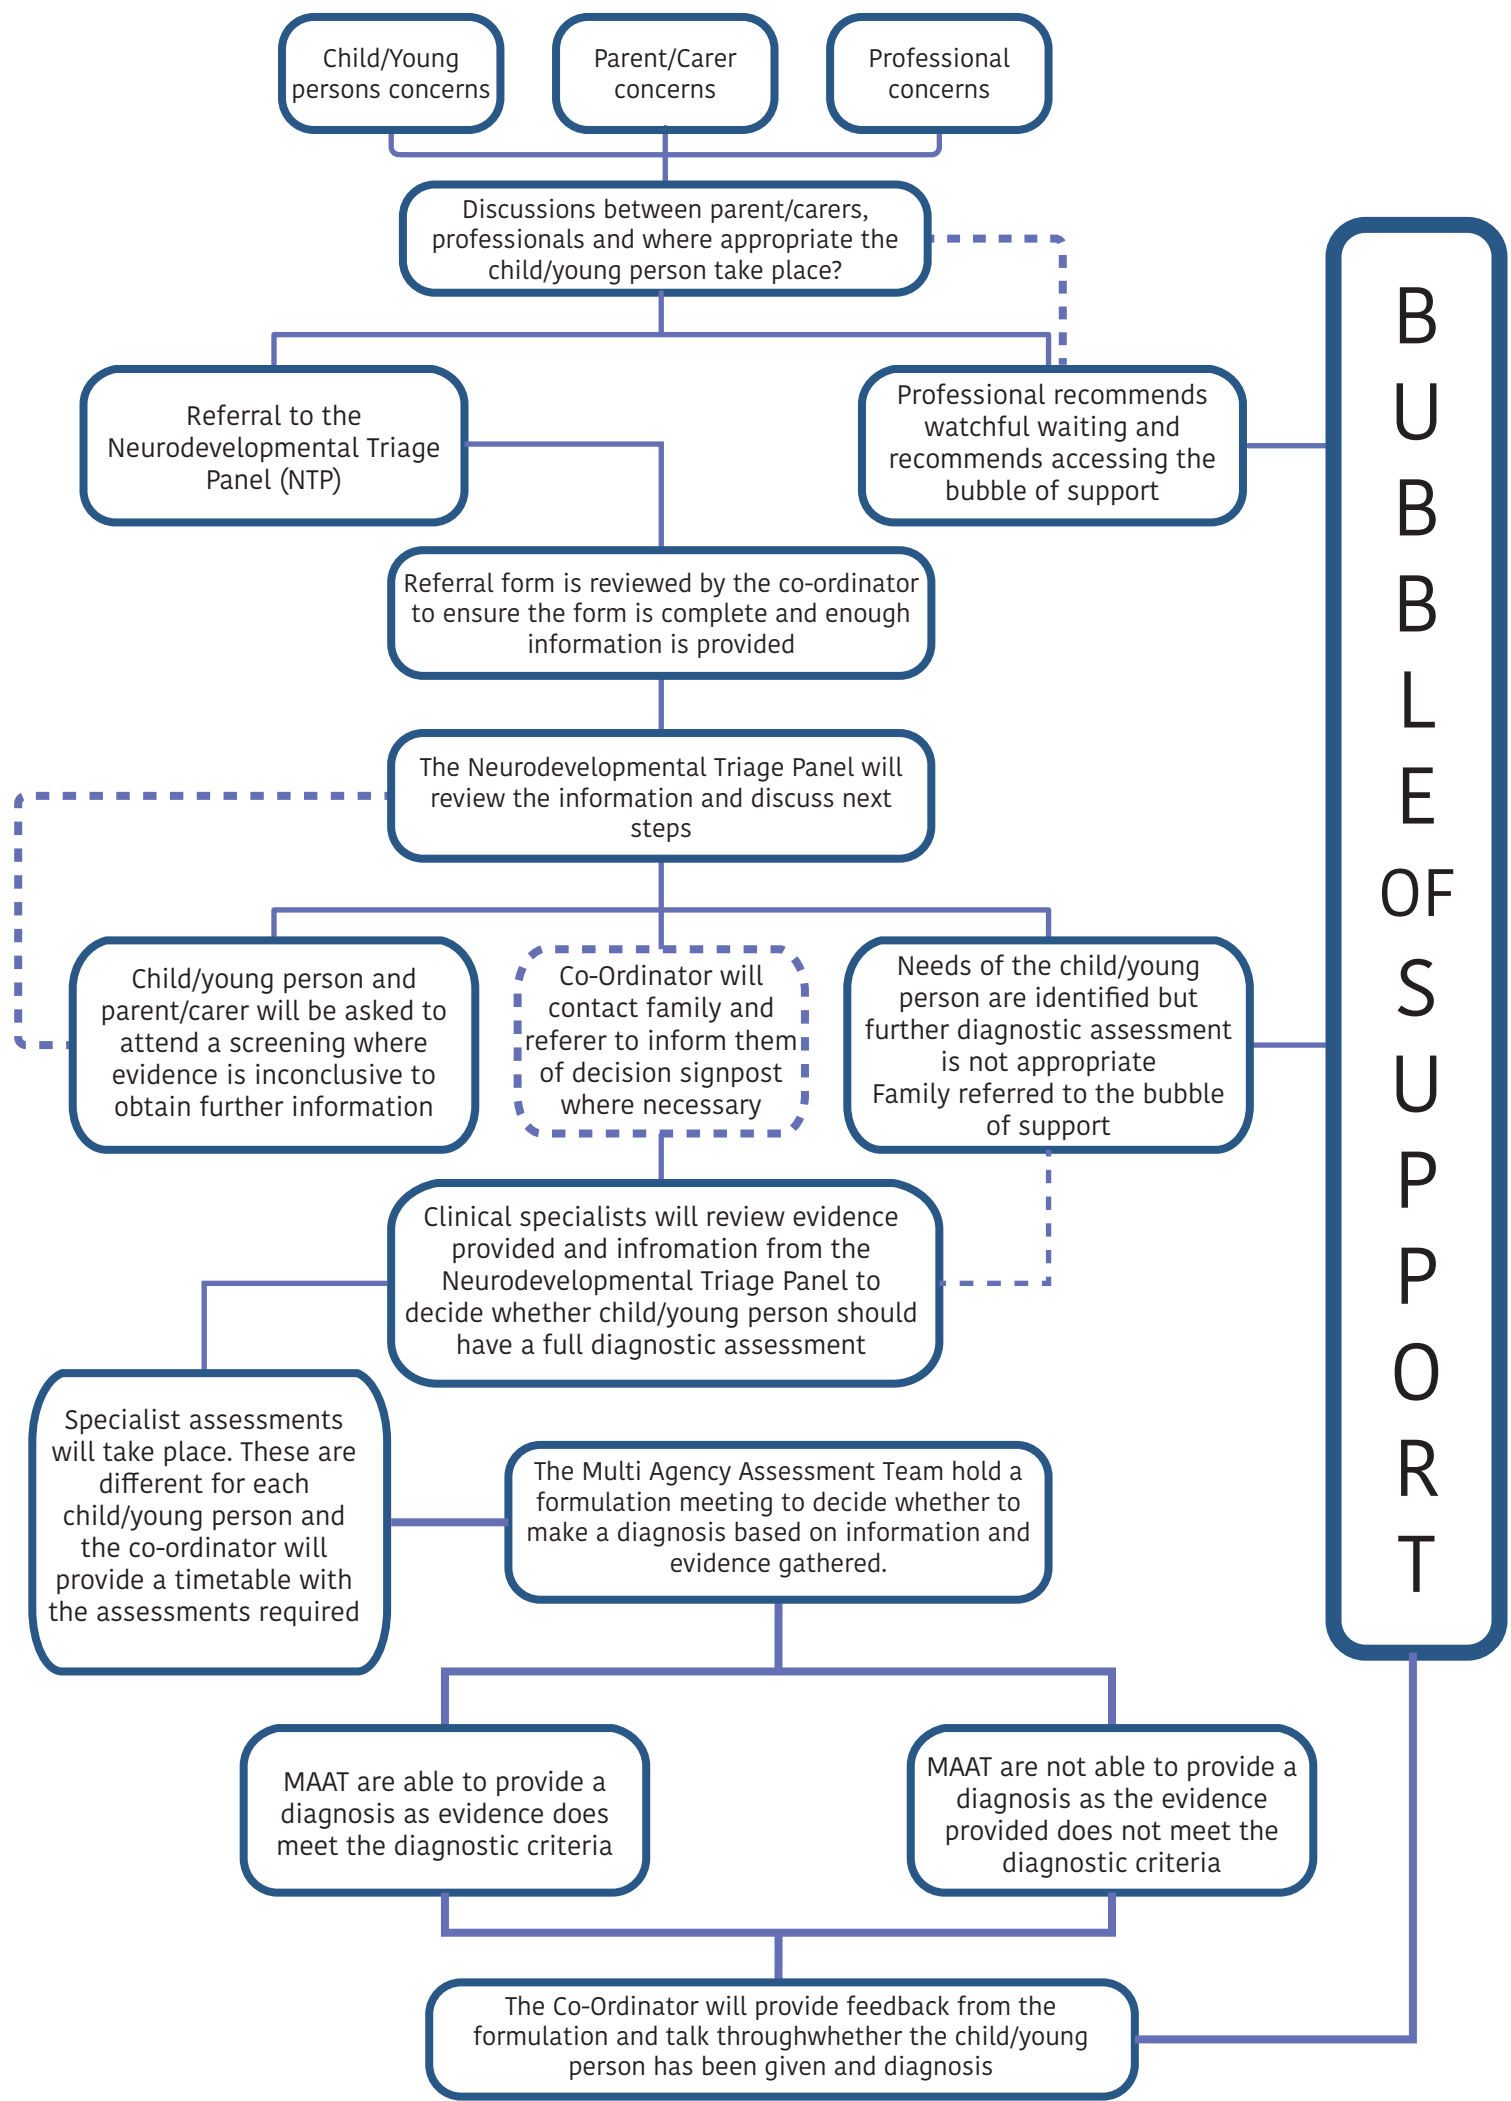 Child/Young
persons concerns
Parent/Carer
concerns
Professional
concerns
Discussions between parent/carers,
professionals and where appropriate the
child/young person take place?
Referral to the
Neurodevelopmental Triage
Panel (NTP)
Professional recommends
watchful waiting and
recommends accessing the
bubble of support
Referral form is reviewed by the co-ordinator
to ensure the form is complete and enough
information is provided
The Neurodevelopmental Triage Panel will
review the information and discuss next
steps
Child/young person and
parent/carer will be asked to
attend a screening where
evidence is inconclusive to
obtain further information
Co-Ordinator will
contact family and
referer to inform them
of decision signpost
where necessary
Needs of the child/young
person are identified but
further diagnostic assessment
is not appropriate
Family referred to the bubble
of support
Clinical specialists will review evidence
provided and infromation from the
Neurodevelopmental Triage Panel to
decide whether child/young person should
have a full diagnostic assessment
Specialist assessments
will take place. These are
different for each
child/young person and
the co-ordinator will
provide a timetable with
the assessments required
The Multi Agency Assessment Team hold a
formulation meeting to decide whether to
make a diagnosis based on information and
evidence gathered.
MAAT are able to provide a
diagnosis as evidence does
meet the diagnostic criteria
MAAT are not able to provide a
diagnosis as the evidence
provided does not meet the
diagnostic criteria
The Co-Ordinator will provide feedback from the
formulation and talk throughwhether the child/young
person has been given and diagnosis
B
U
B
B
L
E
OF
S
U
P
P
O
R
T